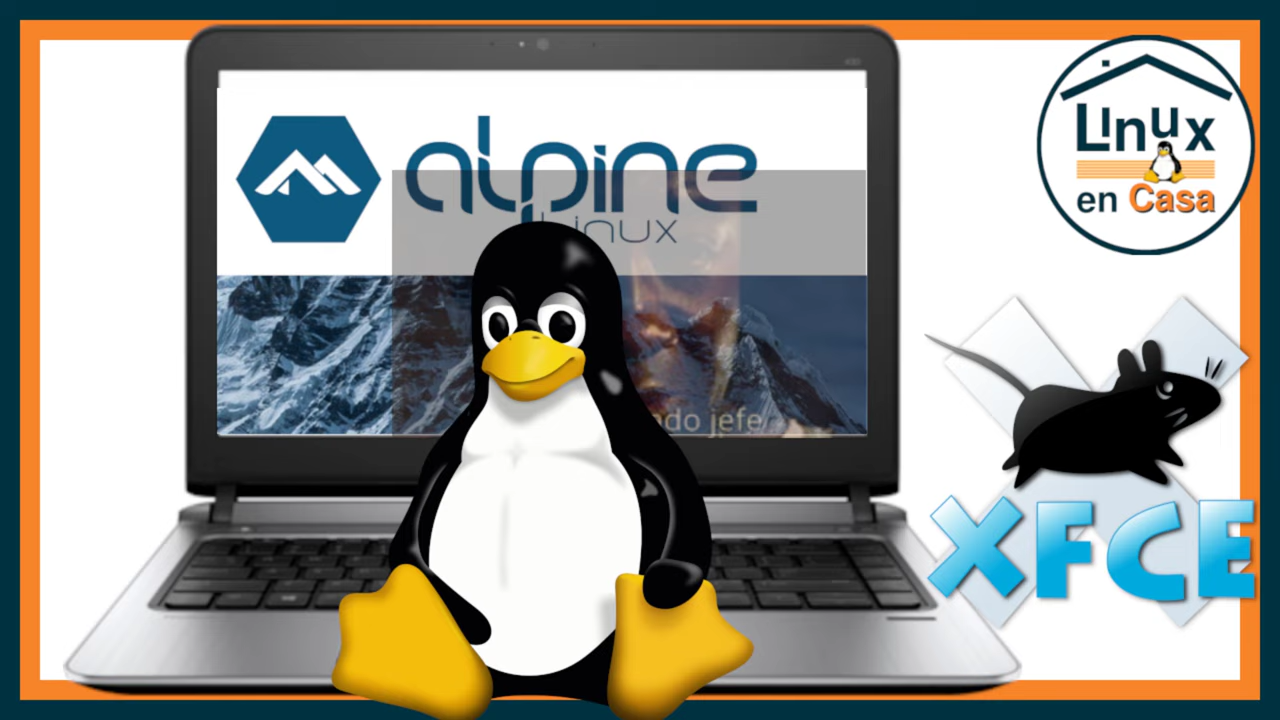 alpine
Linux
do jefe
Linux
en Casa
XFCE